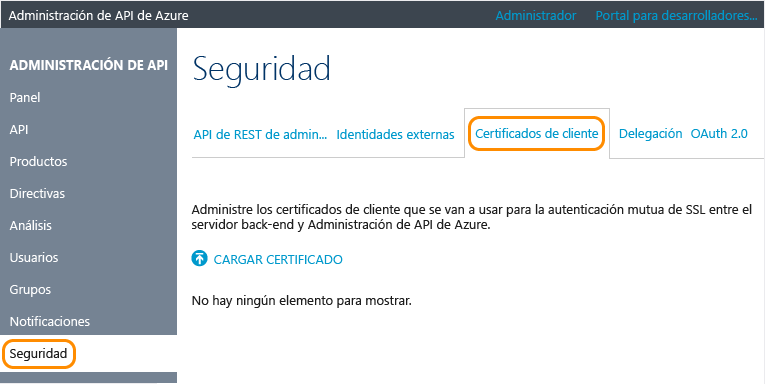 Administración de API de Azure
Administrador
Portal para desarrolladores...
ADMINISTRACIÓN DE API
Panel
API
Productos
Directivas
Análisis
Usuarios
Grupos
Notificaciones
Seguridad
Seguridad
API de REST de admin...
Identidades externas
Certificados de cliente
Delegación
OAuth 2.0
Administre los certificados de cliente que se van a usar para la autenticación mutua de SSL entre el
servidor back-end y Administración de API de Azure.
CARGAR CERTIFICADO
No hay ningún elemento para mostrar.